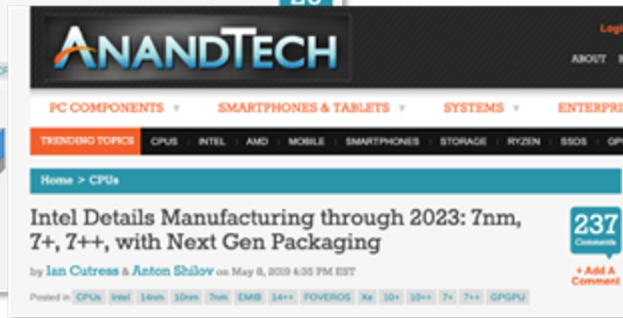 ANANDTECH
ABOUT
PC COMPONENTS SMARTPHONES & TABLETS SYSTEMS
TRENDING TOPICS CPUS INTEL AMD MOBILE SMARTPHONES STORAGE RYZEN SSDS
Home > CPUs
Intel Details Manufacturing through 2023: 7nm,
7+, 7++, with Next Gen Packaging
237
Comments
+ Add A
Comment
by Ian Cutress & Anton Shilov on May 8, 2019 4:35 PM EST
Posted in CPUs Intel 14nm 10nm 7nm EMIB 14++ FOVEROS Xe 10+ 10++ 7+ 7++ GPGPU